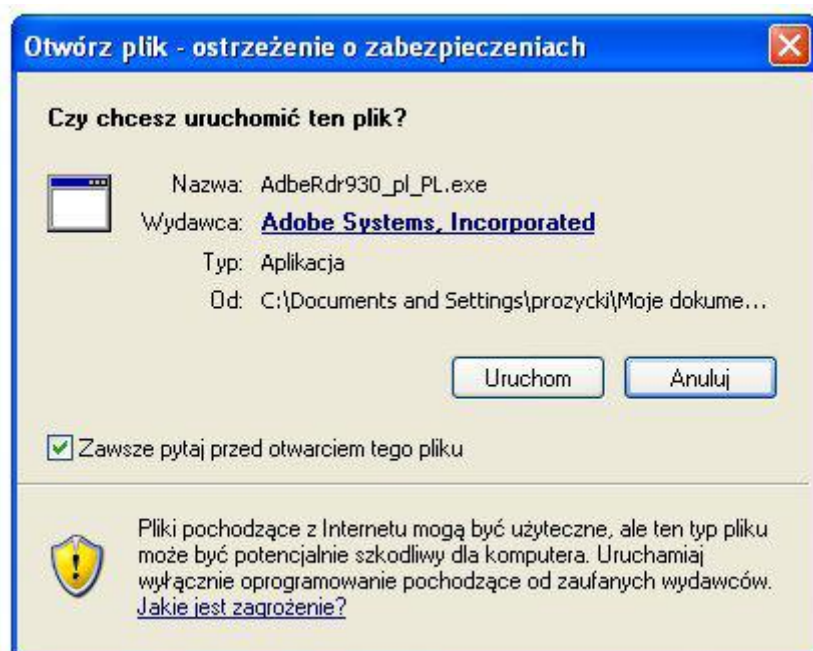 Otwórz plik - ostrzeżenie o zabezpieczeniach
Czy chcesz uruchomić ten plik?
Nazwa: AdbeRdr930_pl_PL.exe
Wydawca: Adobe Systems, Incorporated
Typ: Aplikacja
Od: C:\Documents and Settings\prozycki\Moje dokume...
Uruchom Anuluj
Zawsze pytaj przed otwarciem tego pliku
Pliki pochodzące z Internetu mogą być użyteczne, ale ten typ pliku
może być potencjalnie szkodliwy dla komputera. Uruchamiaj
wyłącznie oprogramowanie pochodzące od zaufanych wydawców.
Jakie jest zagrożenie?